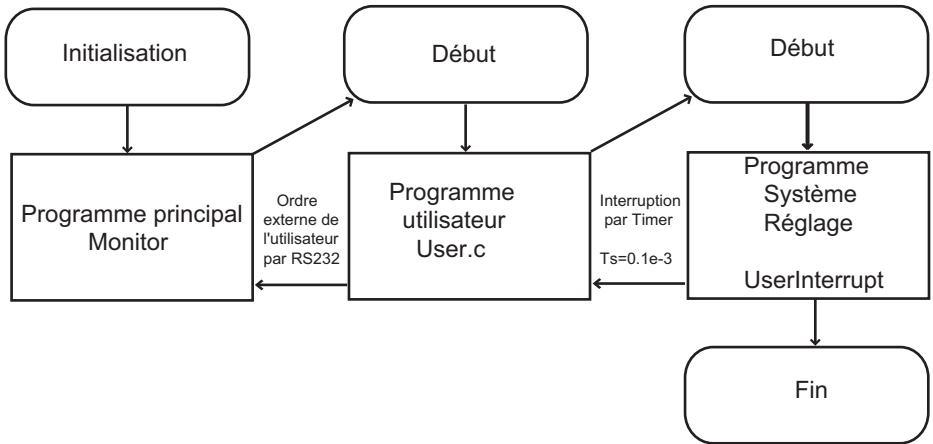 Initialisation
Début
Début
Programme principal
Monitor
Ordre
externe de
l'utilisateur
par RS232
Programme
utilisateur
User.c
Interruption
par Timer
Ts=0.1e-3
Programme
Système
Réglage
UserInterrupt
Fin